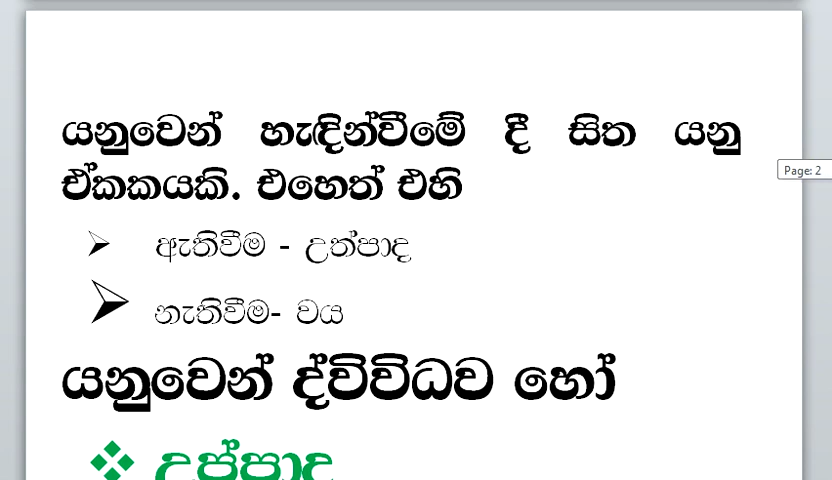 යනුවෙන් හැඳින්වීමේ දී සිත යනු
ඒකකයකි. එහෙත් එහි
ඇතිවීම - උත්පාද
නැතිවීම- වය
යනුවෙන් ද්විවිධව හෝ
උප්පාද
Page: 2